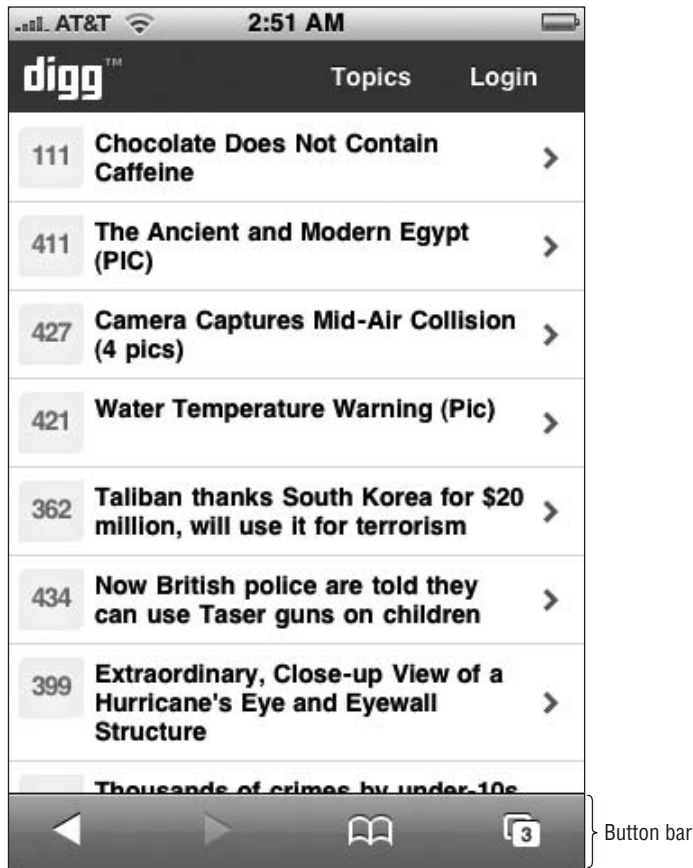 AT&T 2:51 AM
digg™ Topics Login
111 Chocolate Does Not Contain
Caffeine
411 The Ancient and Modern Egypt
(PIC)
427 Camera Captures Mid-Air Collision
(4 pics)
421 Water Temperature Warning (Pic)
362 Taliban thanks South Korea for $20
million, will use it for terrorism
434 Now British police are told they
can use Taser guns on children
399 Extraordinary, Close-up View of a
Hurricane's Eye and Eyewall
Structure
Thousands of crimes by under-10s
3
Button bar